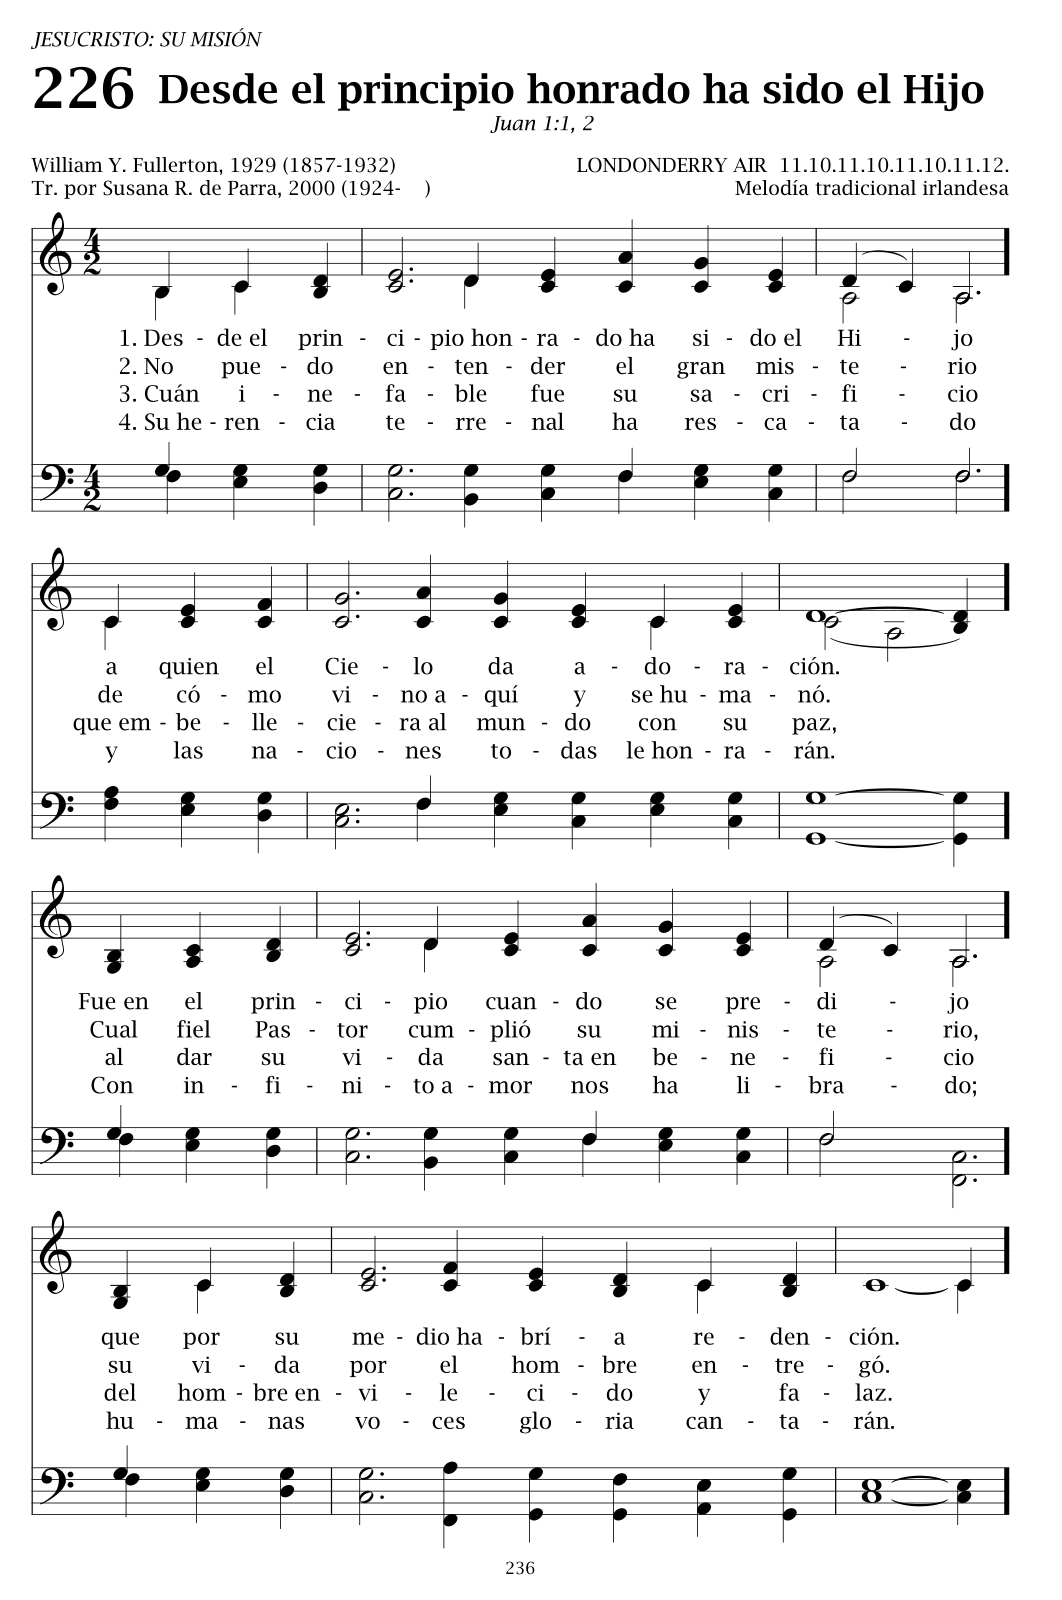 JESUCRISTO: SU MISIÓN
226 Desde el principio honrado ha sido el Hijo
Juan 1:1, 2
William Y. Fullerton, 1929 (1857-1932)
LONDONDERRY AIR 11.10.11.10.11.10.11.12.
Tr. por Susana R. de Parra, 2000 (1924- )
Melodía tradicional irlandesa
4
2
1. Des - de el prin - ci - pio hon - ra - do ha si - do el Hi - jo
2. No pue - do en - ten - der el gran mis - te - rio
3. Cuán i - ne - fa - ble fue su sa - cri - fi - cio
4. Su he - ren - cia te - rre - nal ha res - ca - ta - do
4
2
a quien el Cie - lo da a - do - ra - ción.
de có - mo vi - no a - quí y se hu - ma - nó.
que em - be - lle - cie - ra al mun - do con su paz,
y las na - cio - nes to - das le hon - ra - rán.
Fue en el prin - ci - pio cuan - do se pre - di - jo
Cual fiel Pas - tor cum - plió su mi - nis - te - rio,
al dar su vi - da san - ta en be - ne - fi - cio
Con in - fi - ni - to a - mor nos ha li - bra - do;
que por su me - dio ha - brí - a re - den - ción.
su vi - da por el hom - bre en - tre - gó.
del hom - bre en - vi - le - ci - do y fa - laz.
hu - ma - nas vo - ces glo - ria can - ta - rán.
236